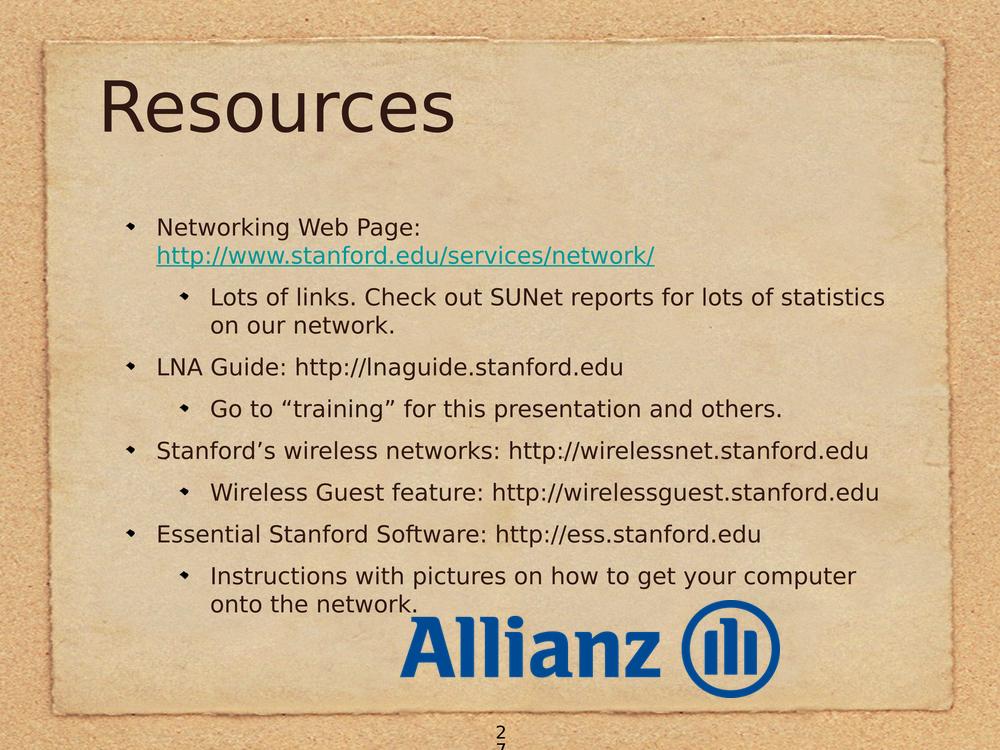 Resources
Networking Web Page:
http://www.stanford.edu/services/network/
Lots of links. Check out SUNet reports for lots of statistics
on our network.
LNA Guide: http://lnaguide.stanford.edu
Go to “training” for this presentation and others.
Stanford’s wireless networks: http://wirelessnet.stanford.edu
Wireless Guest feature: http://wirelessguest.stanford.edu
Essential Stanford Software: http://ess.stanford.edu
Instructions with pictures on how to get your computer
onto the network.
Allianz
2
7